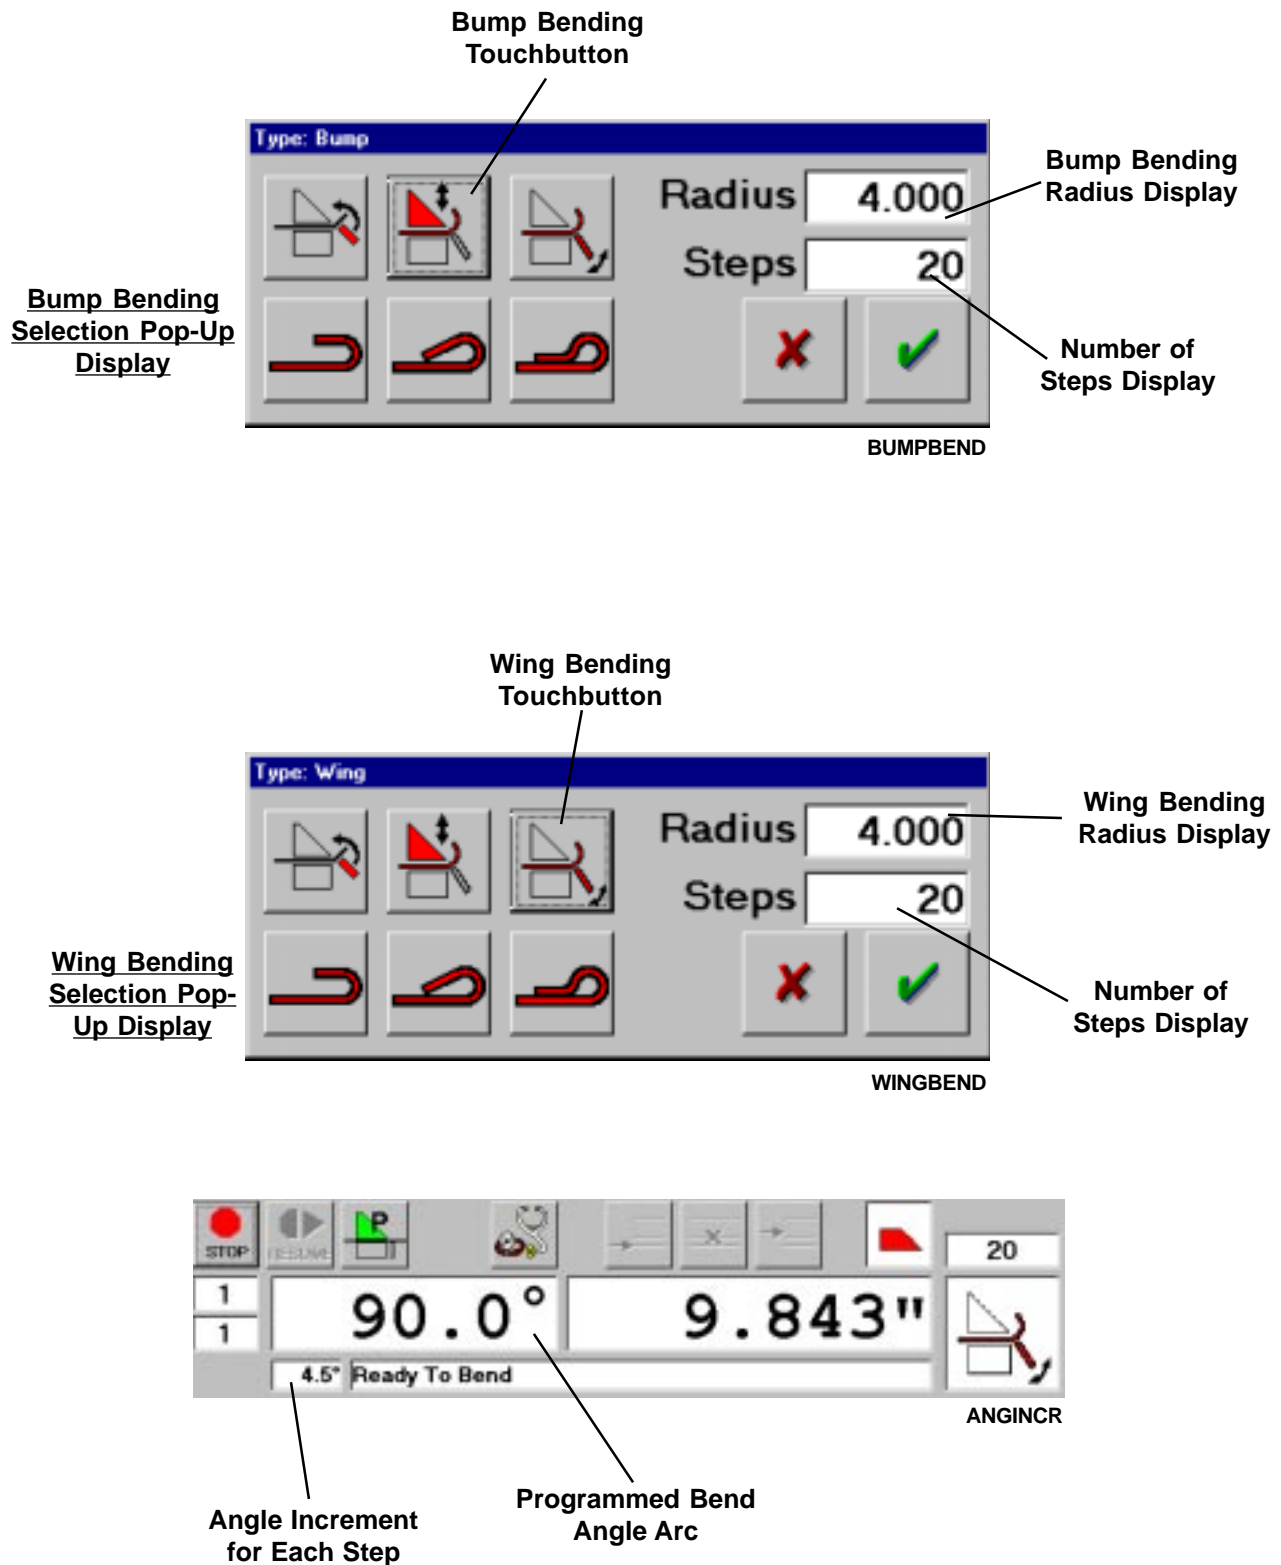 Bump Bending
Touchbutton
Type: Bump
Radius 4.000
Steps 20
Bump Bending
Radius Display
Bump Bending
Selection Pop-Up
Display
Number of
Steps Display
BUMPBEND
Wing Bending
Touchbutton
Type: Wing
Radius 4.000
Steps 20
Wing Bending
Radius Display
Wing Bending
Selection Pop-
Up Display
Number of
Steps Display
WINGBEND
STOP RESUME P
20
1
1
90.0° 9.843"
4.5° Ready To Bend
ANGINCR
Programmed Bend
Angle Arc
Angle Increment
for Each Step